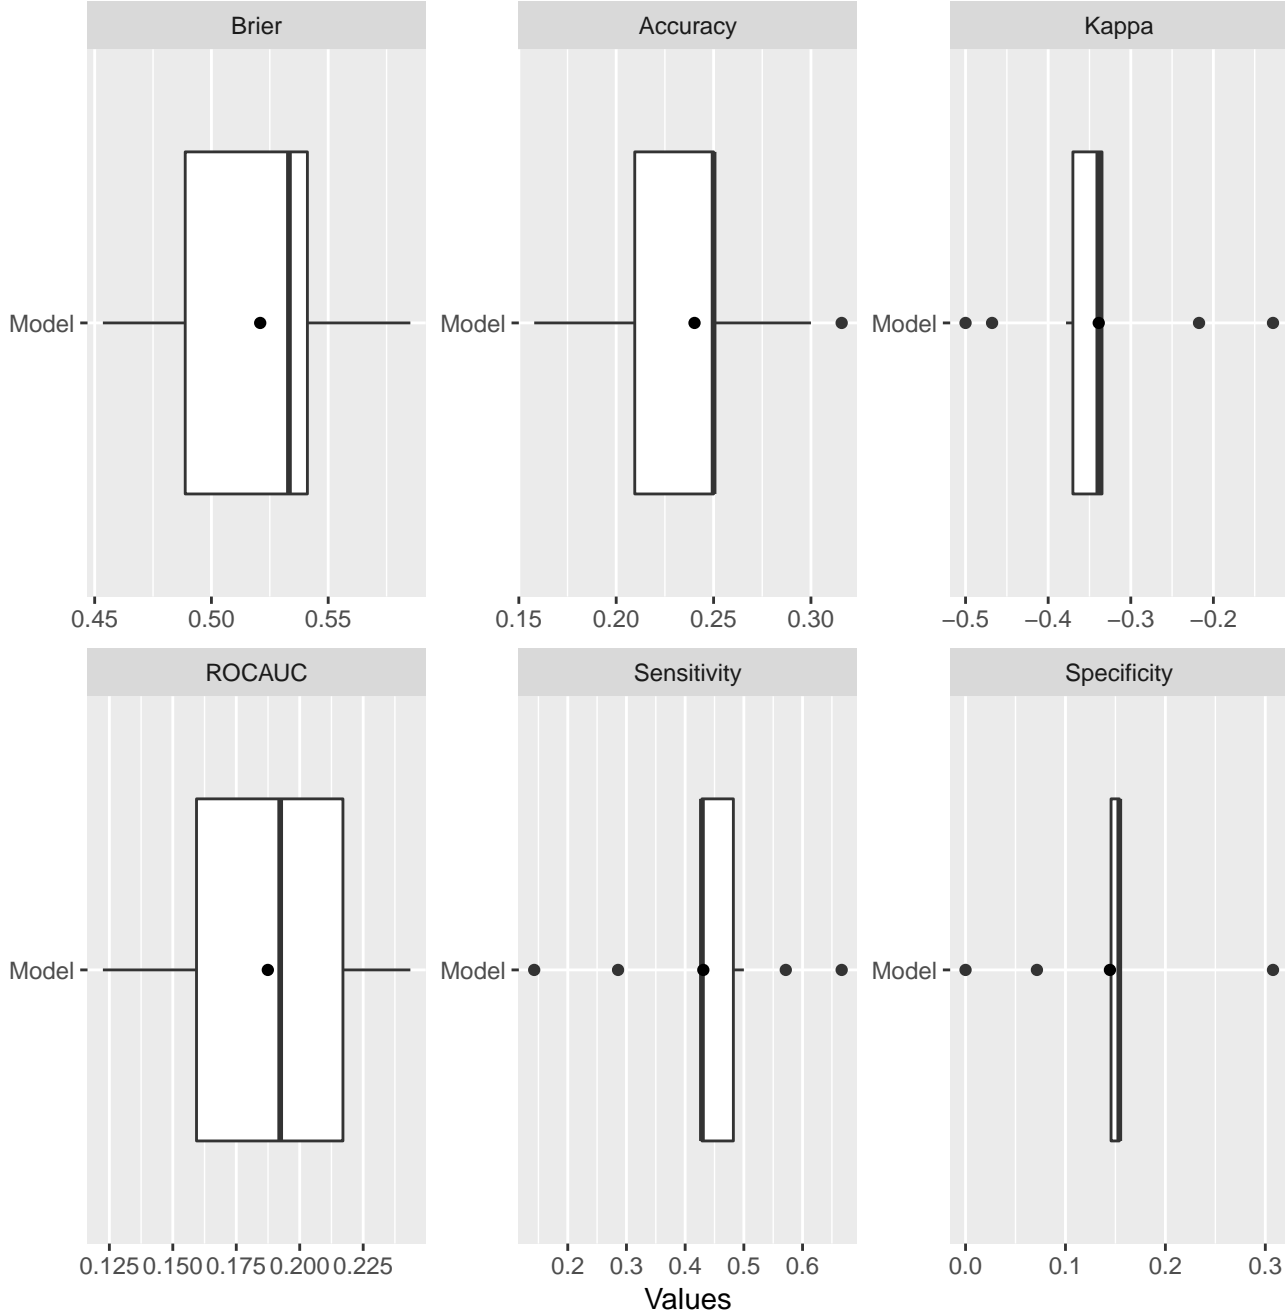 Brier Accuracy Kappa
Model Model Model
0.45 0.50 0.55 0.15 0.20 0.25 0.30 −0.5 −0.4 −0.3 −0.2
ROCAUC Sensitivity Specificity
Model Model Model
0.125 0.150 0.175 0.200 0.225 0.2 0.3 0.4 0.5 0.6 0.0 0.1 0.2 0.3
Values